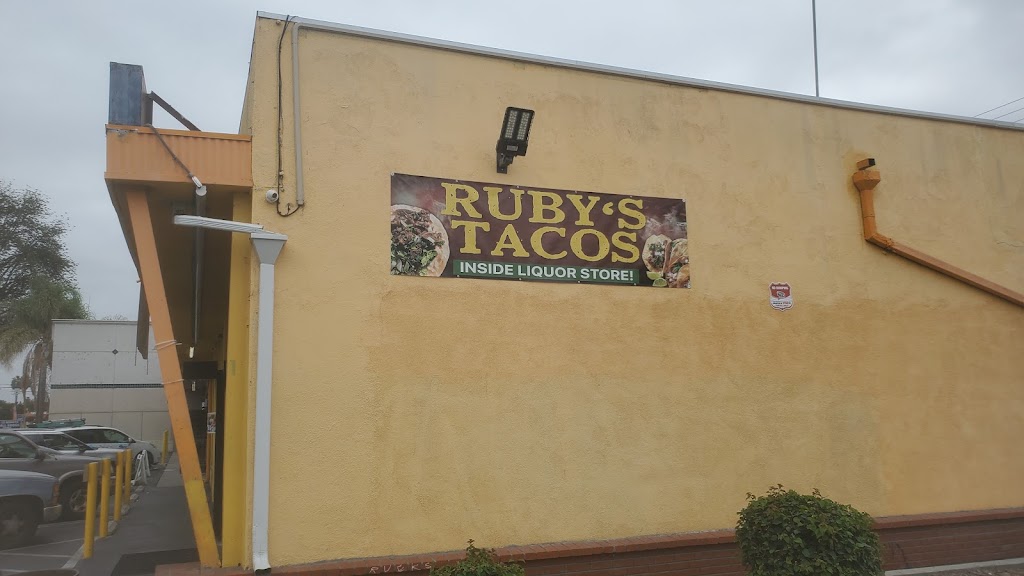 RUBY'S
TACOS
INSIDE LIQUOR STORE!